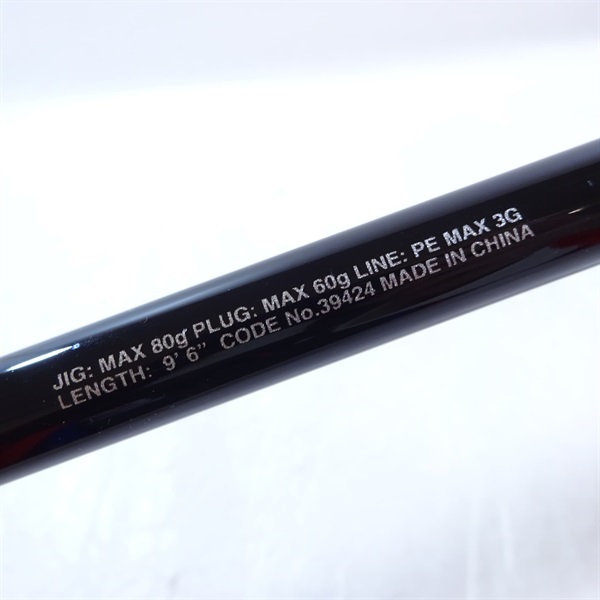 JIG: MAX 80g PLUG: MAX 60g LINE: PE MAX 3G
LENGTH: 9' 6” CODE No.39424 MADE IN CHINA